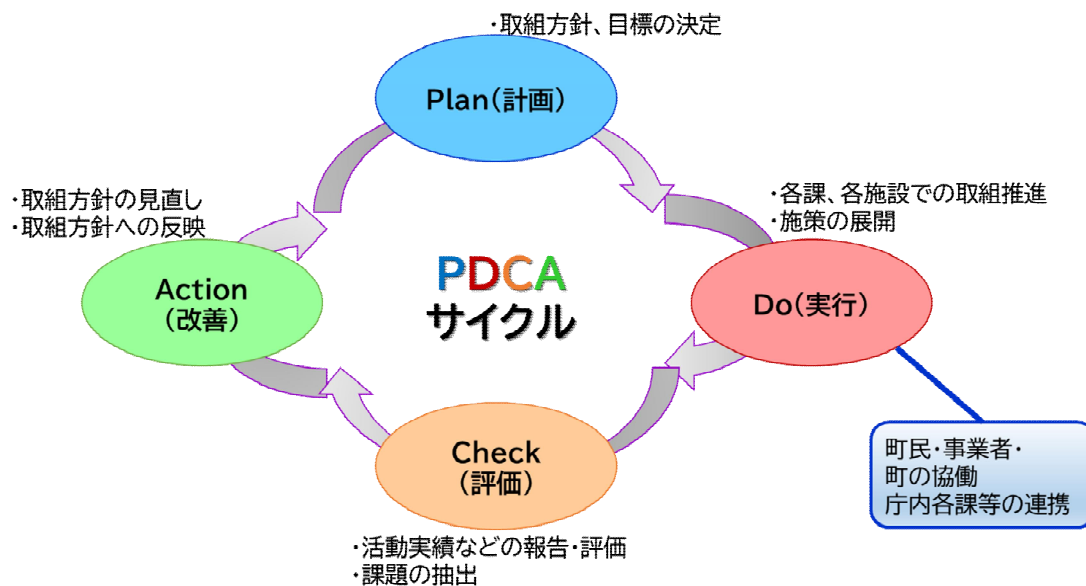 ・取組方針、目標の決定
Plan(計画)
・取組方針の見直し
・取組方針への反映
・各課、各施設での取組推進
・施策の展開
Action
(改善)
PDCA
サイクル
Do(実行)
Check
(評価)
町民・事業者・
町の協働
庁内各課等の連携
・活動実績などの報告・評価
・課題の抽出